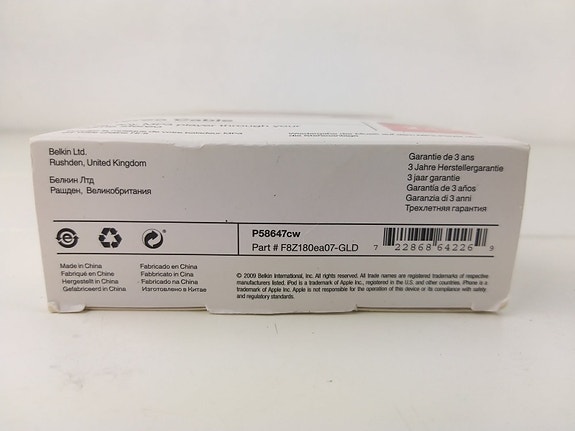 Belkin Ltd.
Rushden, United Kingdom
Белкин Лтд
Рашден, Великобритания
Garantie de 3 ans
3 Jahre Herstellergarantie
3 jaar garantie
Garantía de 3 años
Garanzia di 3 anni
Трехлетняя гарантия
P58647cw
Part # F8Z180ea07-GLD
7 22868 64226 9
Made in China
Fabriqué en Chine
Hergestellt in China
Gefabriceerd in China
Fabricado en China
Fabbricato in Cina
Fabricado na China
Изготовлено в Китае
© 2009 Belkin International, Inc. All rights reserved. All trade names are registered trademarks of respective
manufacturers listed. iPod is a trademark of Apple Inc., registered in the U.S. and other countries. iPhone is a
trademark of Apple Inc. Apple is not responsible for the operation of this device or its compliance with safety
and regulatory standards.